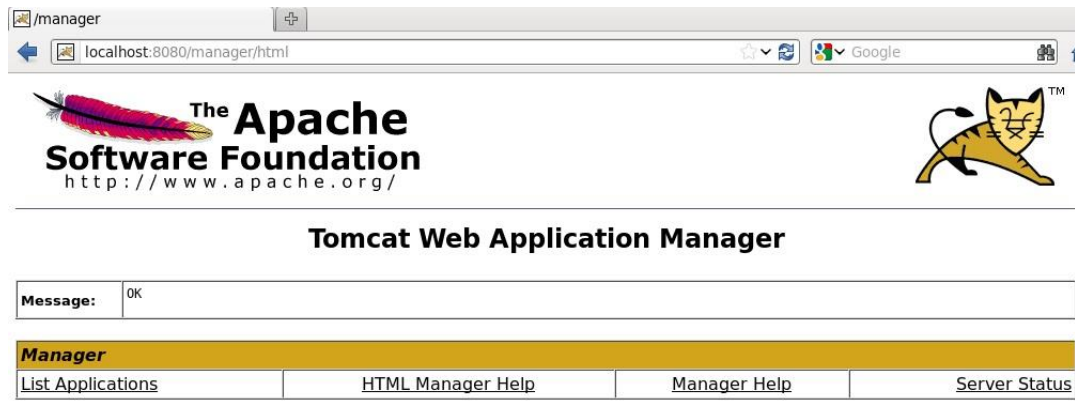 /manager
localhost:8080/manager/html
Google
The Apache
Software Foundation
http://www.apache.org/
TM
Tomcat Web Application Manager
Message: OK
Manager
List Applications HTML Manager Help Manager Help Server Status